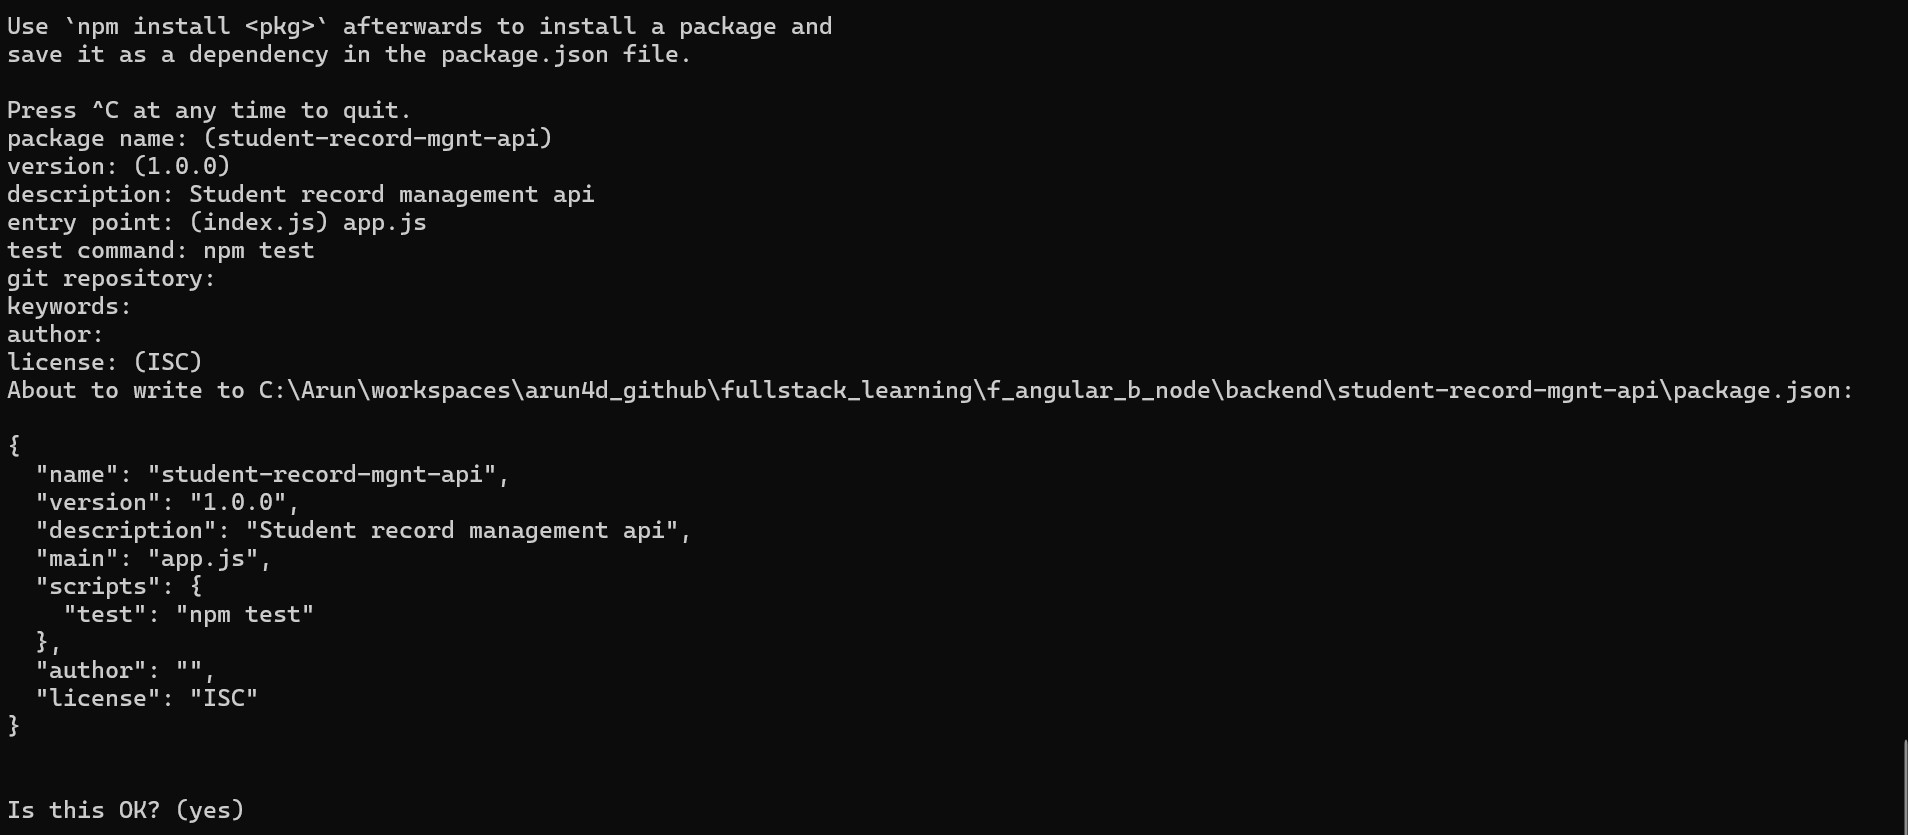 Use `npm install <pkg>` afterwards to install a package and
save it as a dependency in the package.json file.
Press ^C at any time to quit.
package name: (student-record-mgnt-api)
version: (1.0.0)
description: Student record management api
entry point: (index.js) app.js
test command: npm test
git repository:
keywords:
author:
license: (ISC)
About to write to C:\Arun\workspaces\arun4d_github\fullstack_learning\f_angular_b_node\backend\student-record-mgnt-api\package.json:
{
  "name": "student-record-mgnt-api",
  "version": "1.0.0",
  "description": "Student record management api",
  "main": "app.js",
  "scripts": {
    "test": "npm test"
  },
  "author": "",
  "license": "ISC"
}
Is this OK? (yes)